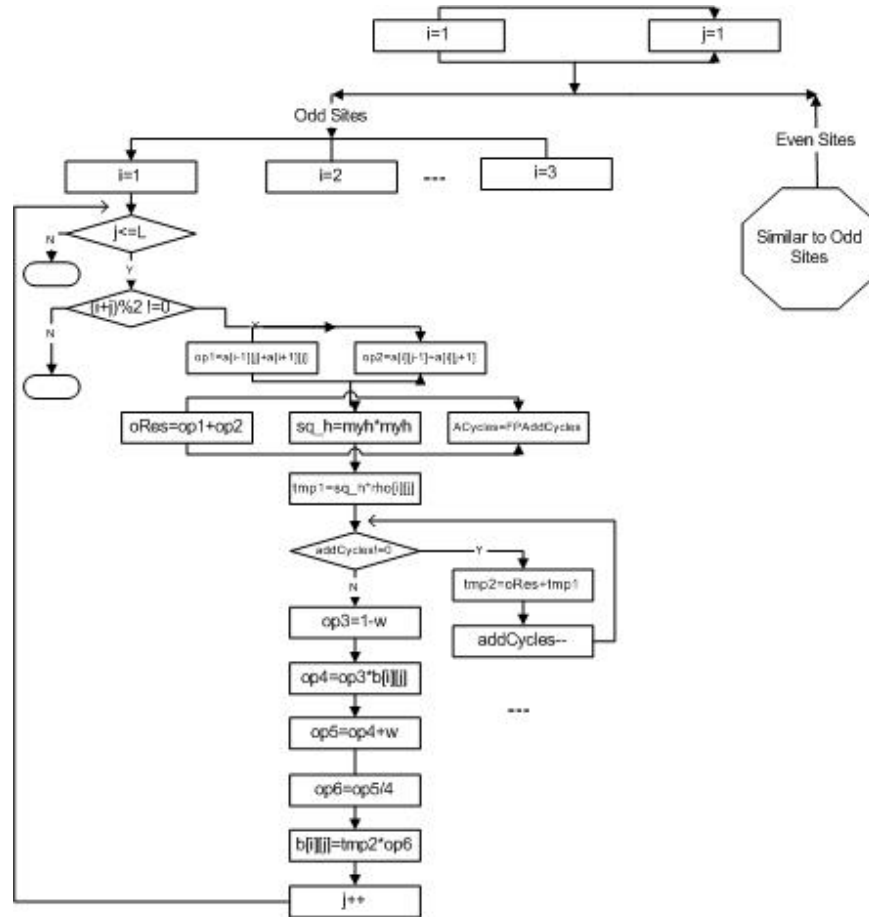 i=1
j=1
Odd Sites
Even Sites
i=1
i=2
---
i=3
Similar to Odd
Sites
j<=L
N
Y
(i+j)%2 !=0
N
Y
op1=a[i-1][j]+a[i+1][j]
op2=a[i][j-1]+a[i][j+1]
oRes=op1+op2
sq_h=myh*myh
ACycles=FPAddCycles
tmp1=sq_h*rho[i][j]
addCycles!=0
Y
N
tmp2=oRes+tmp1
op3=1-w
addCycles--
op4=op3*b[i][j]
---
op5=op4+w
op6=op5/4
b[i][j]=tmp2*op6
j++